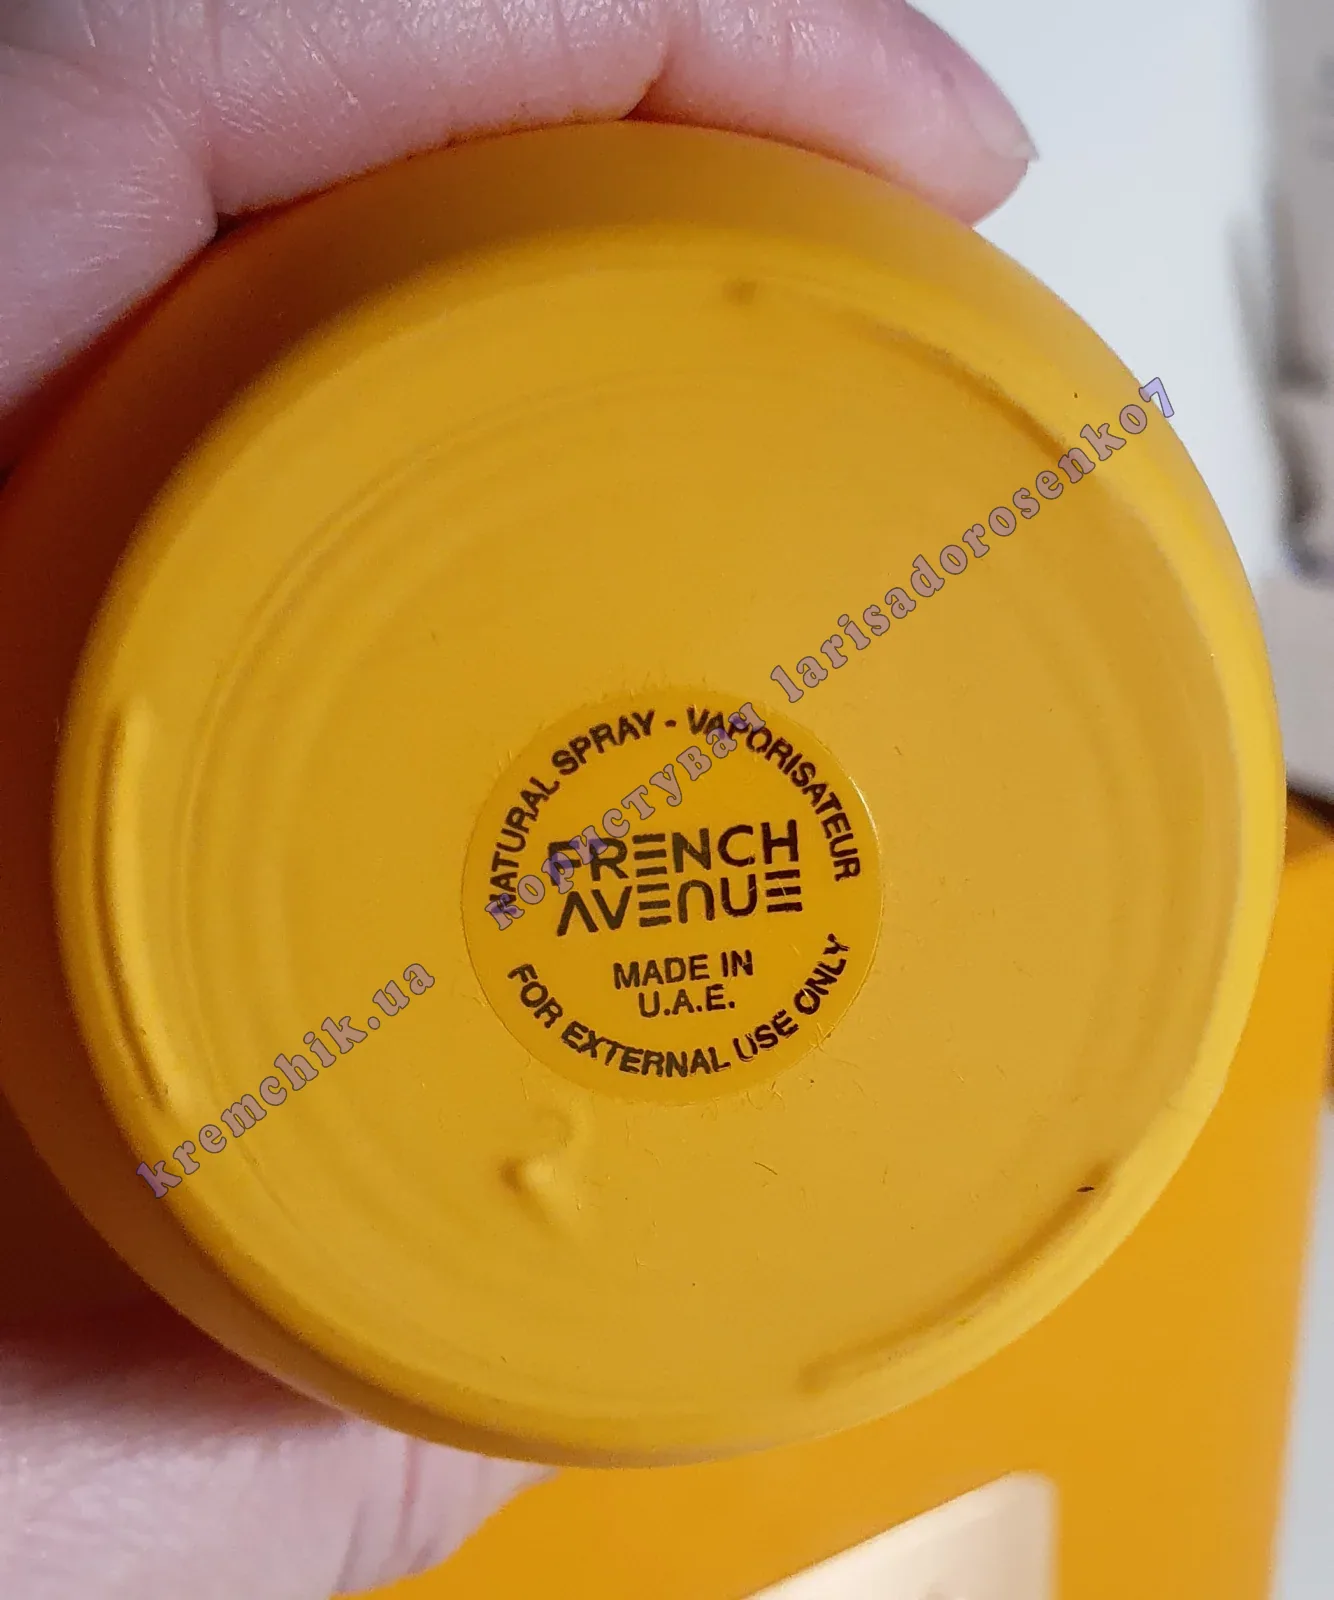 NATURAL SPRAY - VAPORISATEUR
FRENCH
AVENUE
MADE IN
U.A.E.
FOR EXTERNAL USE ONLY
kremchik.ua користувач larisadorosenko7